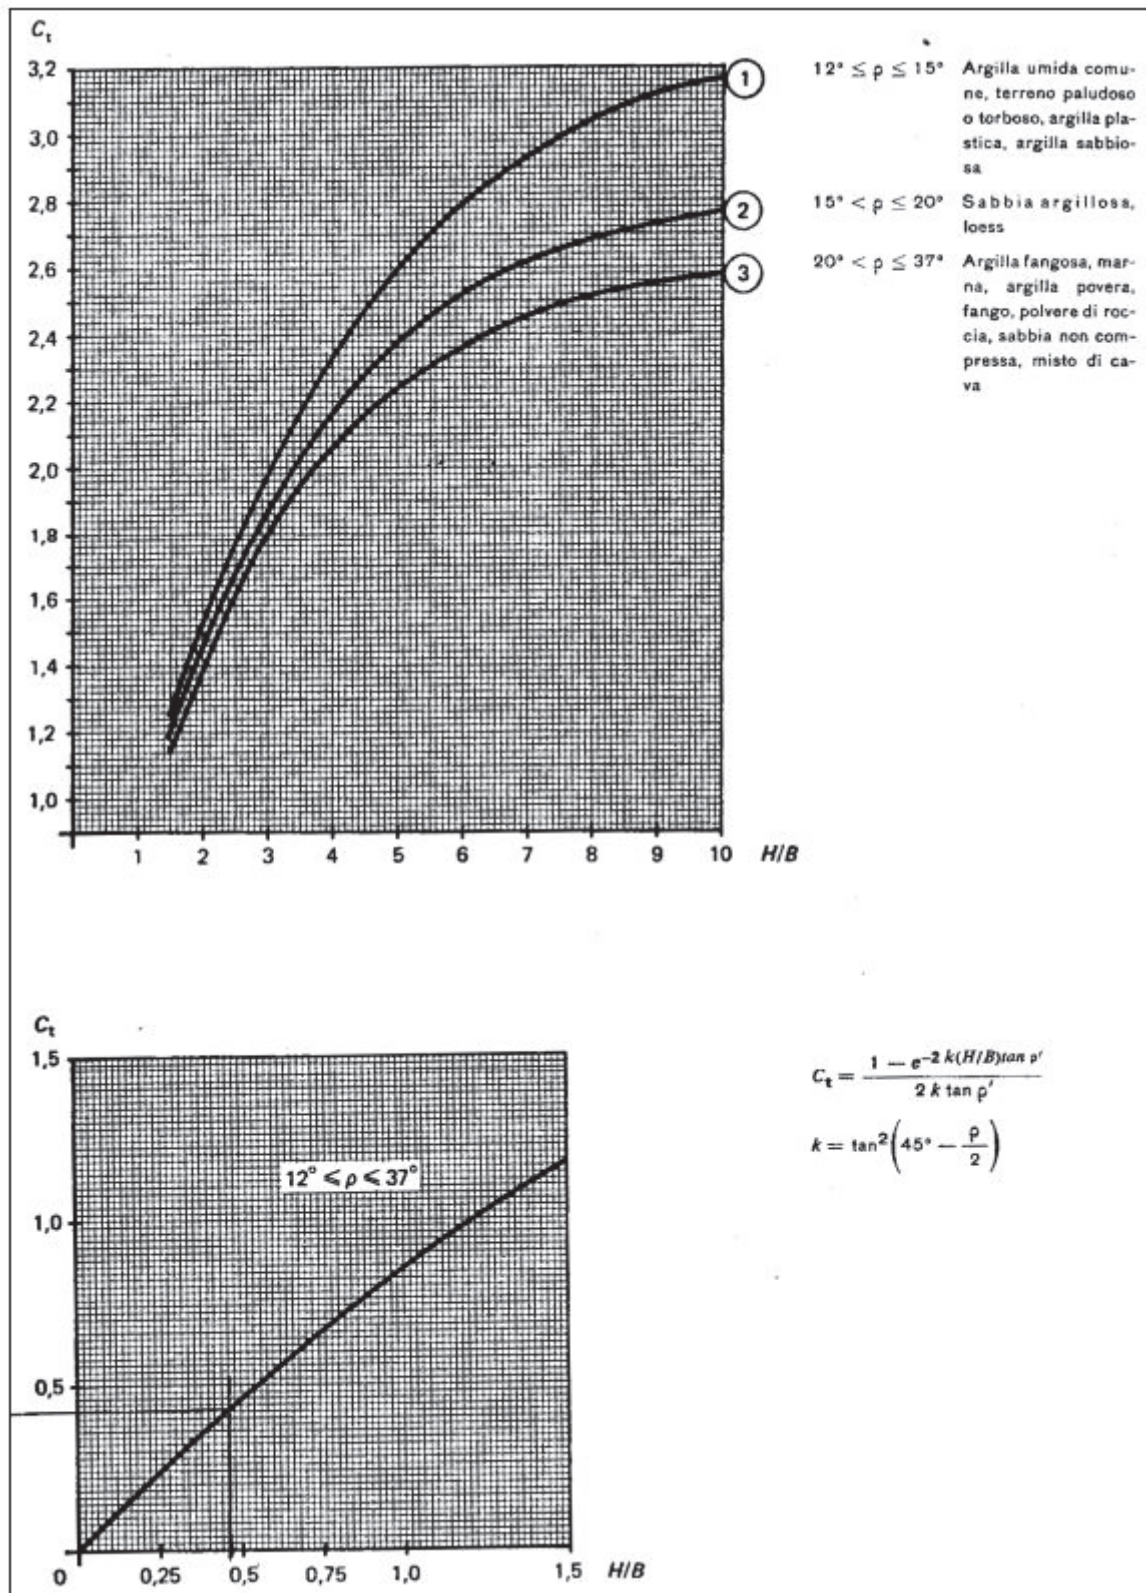 C_t
3,2
3,0
2,8
2,6
2,4
2,2
2,0
1,8
1,6
1,4
1,2
1,0
1 2 3 4 5 6 7 8 9 10 H/B
1
2
3
12° ≤ ρ ≤ 15° Argilla umida comu-
ne, terreno paludoso
o torboso, argilla pla-
stica, argilla sabbio-
sa
15° < ρ ≤ 20° Sabbia argillosa,
loess
20° < ρ ≤ 37° Argilla fangosa, mar-
na, argilla povera,
fango, polvere di roc-
cia, sabbia non com-
pressa, misto di ca-
va
C_t
1,5
1,0
0,5
12° ≤ ρ ≤ 37°
0 0,25 0,5 0,75 1,0 H/B 1,5
C_t = (1 — e^(-2 k(H/B)tan ρ')) / (2 k tan ρ')
k = tan²(45° — ρ/2)